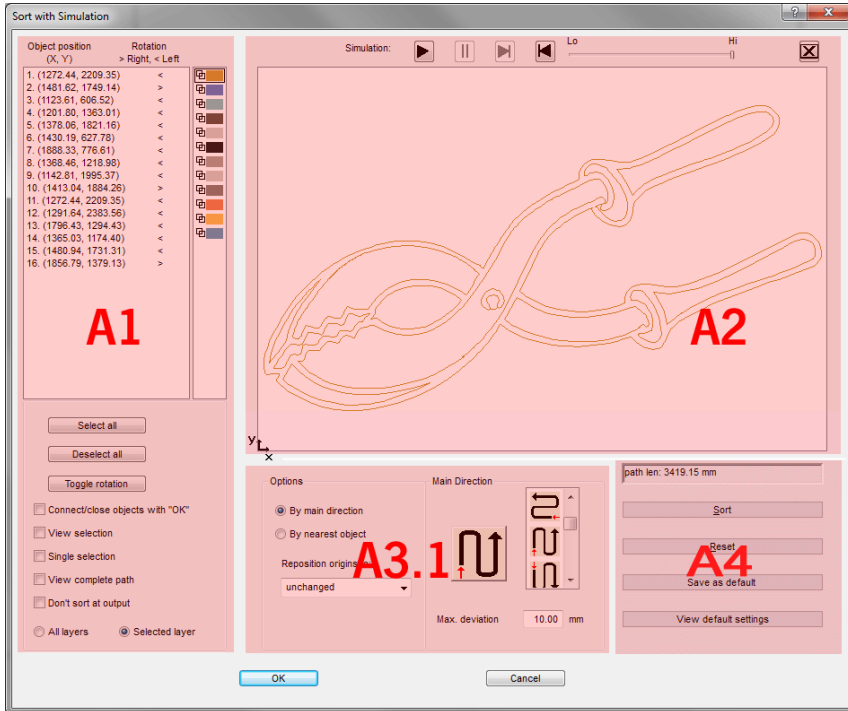 Sort with Simulation
Object position Rotation
(X, Y) > Right, < Left
1. (1272.44, 2209.35) <
2. (1481.62, 1749.14) >
3. (1123.61, 606.52) <
4. (1201.80, 1363.01) <
5. (1378.06, 1821.16) <
6. (1430.19, 627.78) <
7. (1888.33, 776.61) <
8. (1368.46, 1218.98) <
9. (1142.81, 1995.37) <
10. (1413.04, 1884.26) >
11. (1272.44, 2209.35) <
12. (1291.64, 2383.56) <
13. (1796.43, 1294.43) <
14. (1365.03, 1174.40) <
15. (1480.94, 1731.31) <
16. (1856.79, 1379.13) >
A1
Select all
Deselect all
Toggle rotation
Connect/close objects with "OK"
View selection
Single selection
View complete path
Don't sort at output
All layers Selected layer
Simulation: Lo Hi
A2
y
x
Options
By main direction
By nearest object
Reposition origins
unchanged
A3.1
Main Direction
Max. deviation 10.00 mm
path len: 3419.15 mm
Sort
Reset
A4
Save as default
View default settings
OK
Cancel